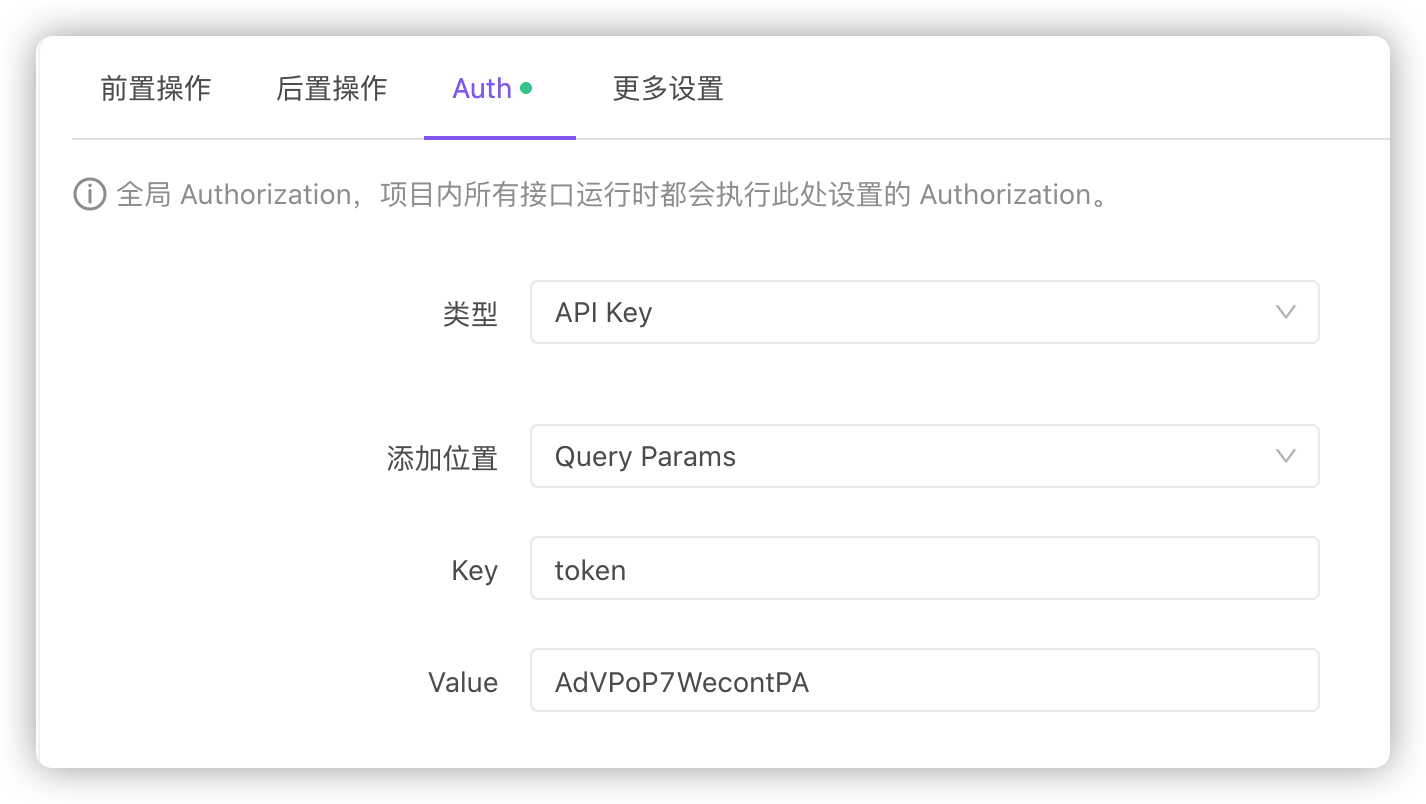 前置操作 后置操作 Auth 更多设置
全局 Authorization，项目内所有接口运行时都会执行此处设置的 Authorization。
类型 API Key
添加位置 Query Params
Key token
Value AdVPoP7WecontPA